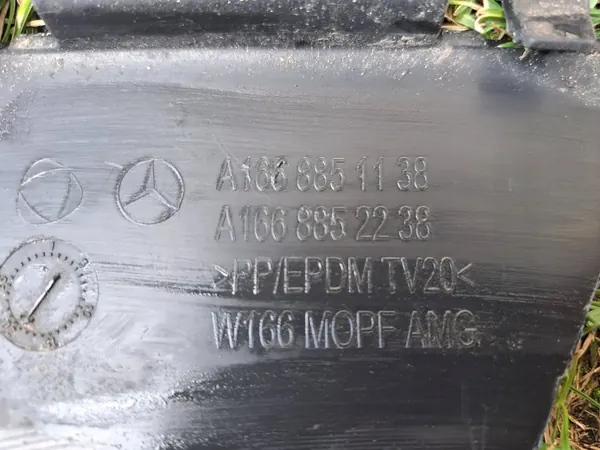 A166 885 11 38
A166 885 22 38
>PP/EPDM TV20<
W166 MOPF AMG